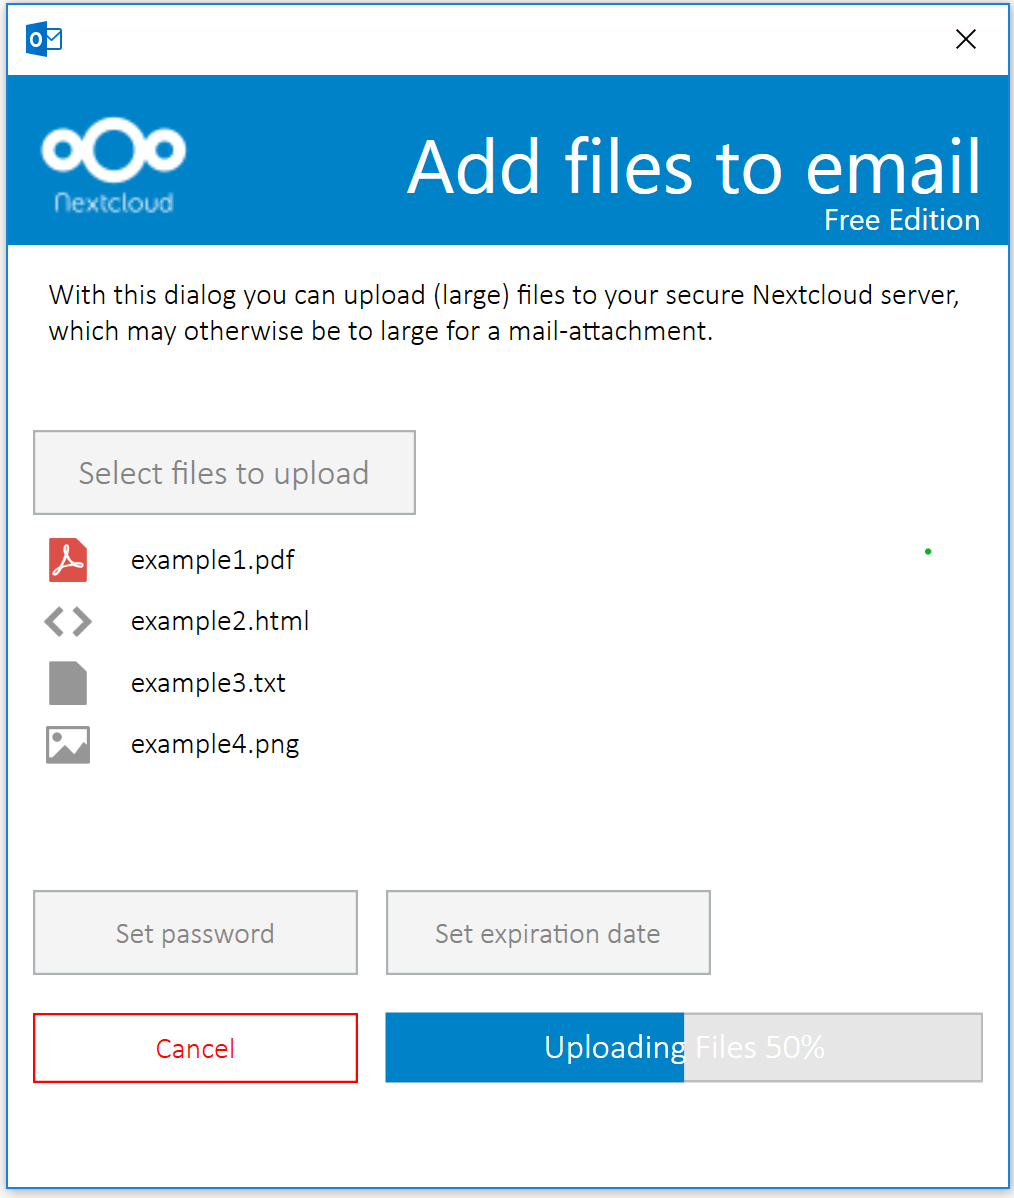 Nextcloud
Add files to email
Free Edition
With this dialog you can upload (large) files to your secure Nextcloud server,
which may otherwise be to large for a mail-attachment.
Select files to upload
example1.pdf
example2.html
example3.txt
example4.png
Set password
Set expiration date
Cancel
Uploading Files 50%